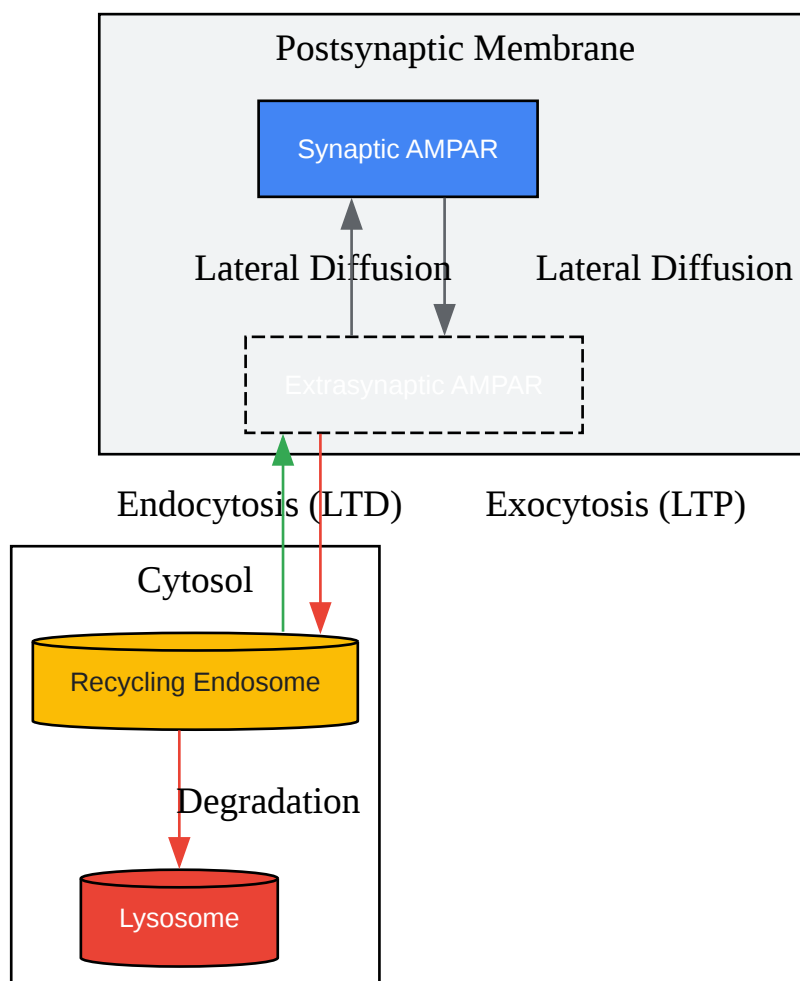 Postsynaptic Membrane
Synaptic AMPAR
Lateral Diffusion
Lateral Diffusion
Extrasynaptic AMPAR
Endocytosis (LTD)
Exocytosis (LTP)
Cytosol
Recycling Endosome
Degradation
Lysosome